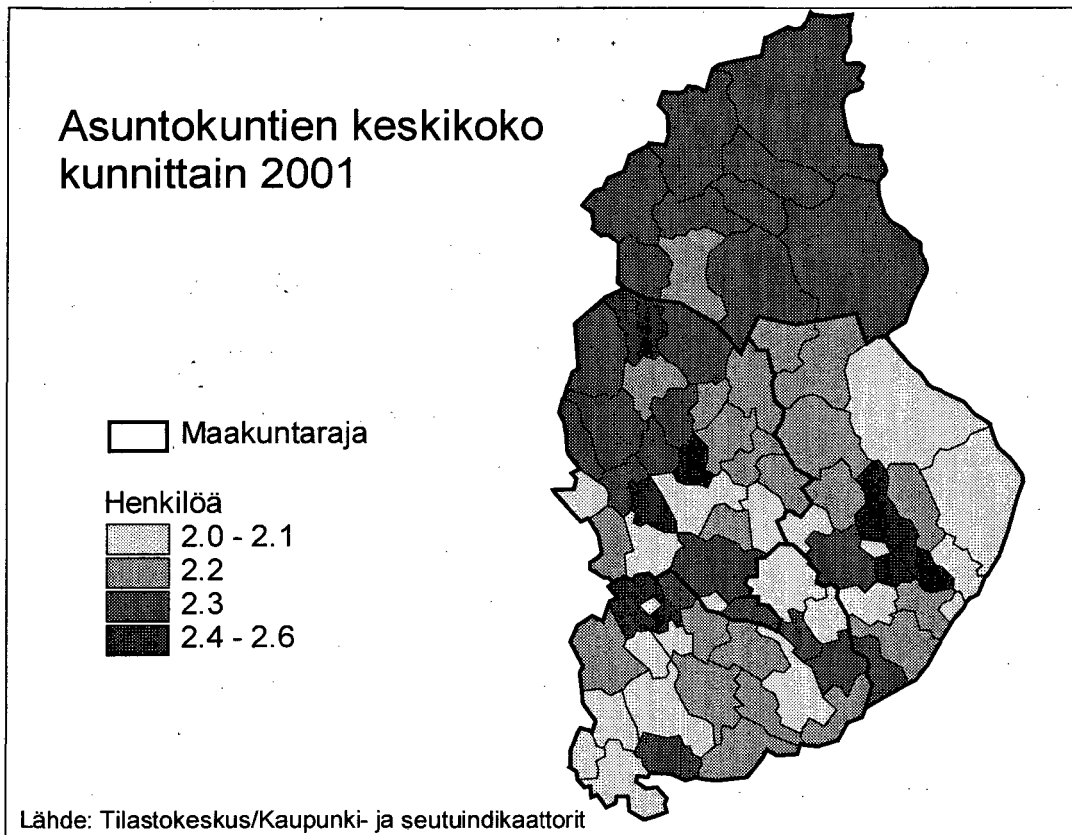 Asuntokuntien keskikoko
kunnittain 2001
Maakuntaraja
Henkilöä
2.0 - 2.1
2.2
2.3
2.4 - 2.6
Lähde: Tilastokeskus/Kaupunki- ja seutuindikaattorit